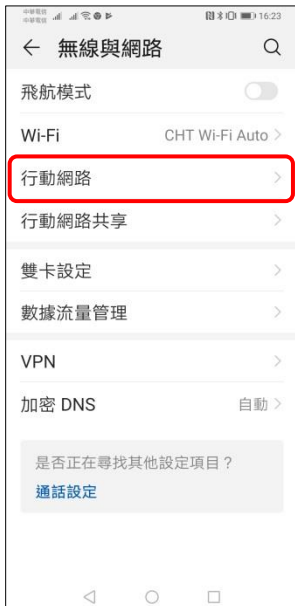 中華電信
中華電信
16:23
無線與網路
飛航模式
Wi-Fi CHT Wi-Fi Auto
行動網路
行動網路共享
雙卡設定
數據流量管理
VPN
加密 DNS 自動
是否正在尋找其他設定項目？
通話設定